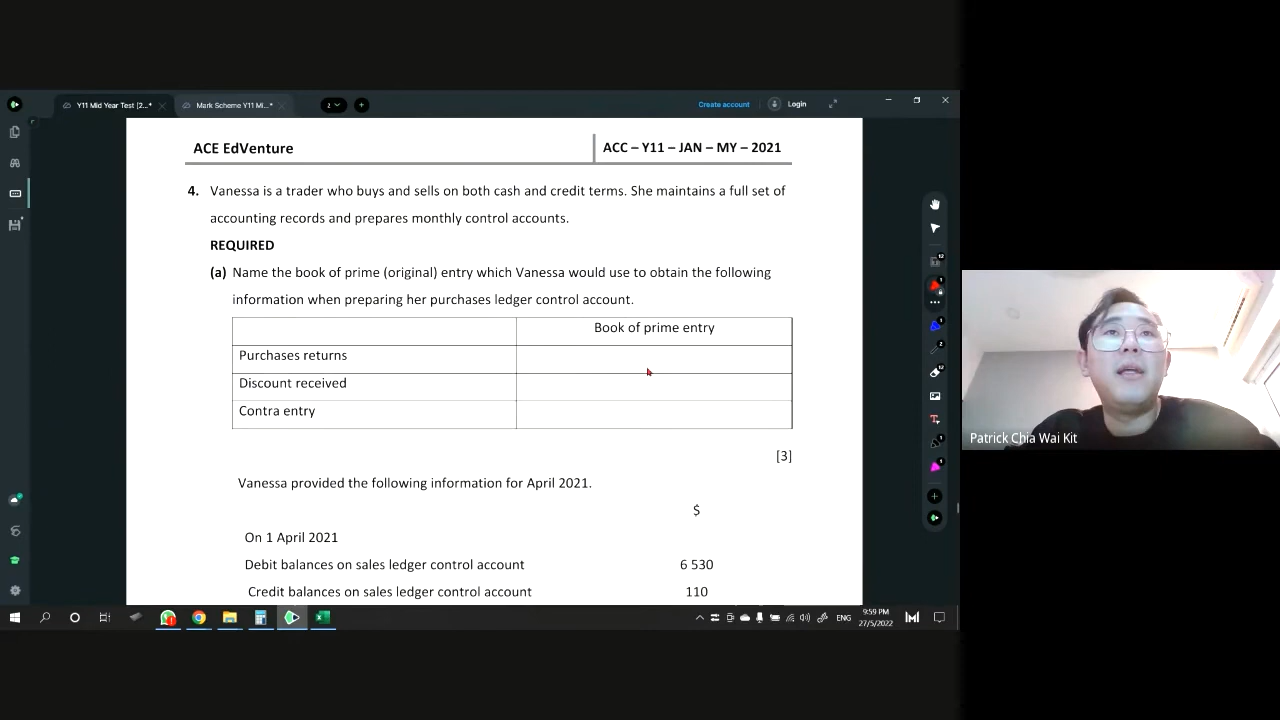 Y11 Mid Year Test (2...*
Mark Scheme Y11 Mi...*
2
Create account
Login
ACE EdVenture
ACC – Y11 – JAN – MY – 2021
4. Vanessa is a trader who buys and sells on both cash and credit terms. She maintains a full set of
accounting records and prepares monthly control accounts.
REQUIRED
(a) Name the book of prime (original) entry which Vanessa would use to obtain the following
information when preparing her purchases ledger control account.
Book of prime entry
Purchases returns
Discount received
Contra entry
[3]
Vanessa provided the following information for April 2021.
$
On 1 April 2021
Debit balances on sales ledger control account 6 530
Credit balances on sales ledger control account 110
Patrick Chia Wai Kit
ENG
9:59 PM
27/5/2022